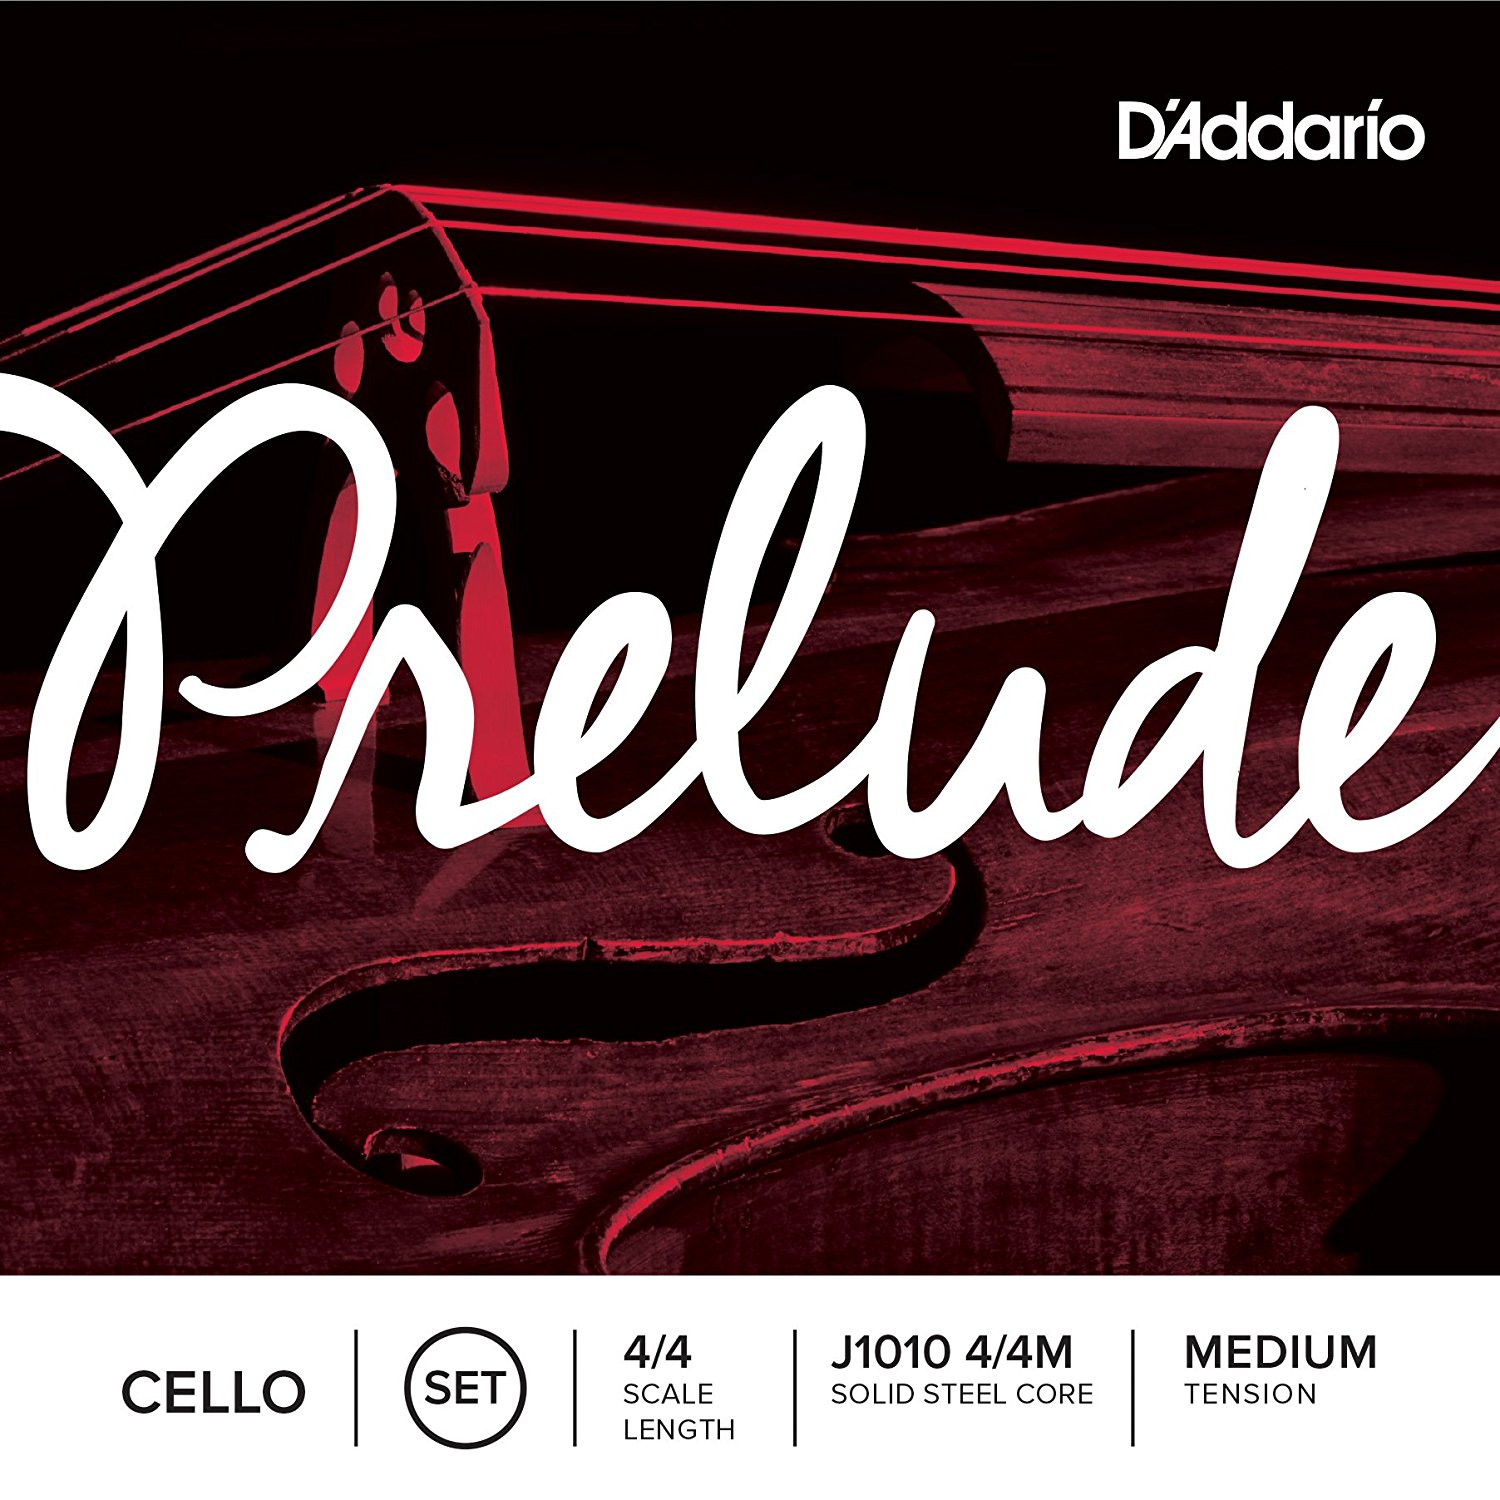 D'Addario
Prelude
CELLO
SET
4/4
SCALE
LENGTH
J1010 4/4M
SOLID STEEL CORE
MEDIUM
TENSION